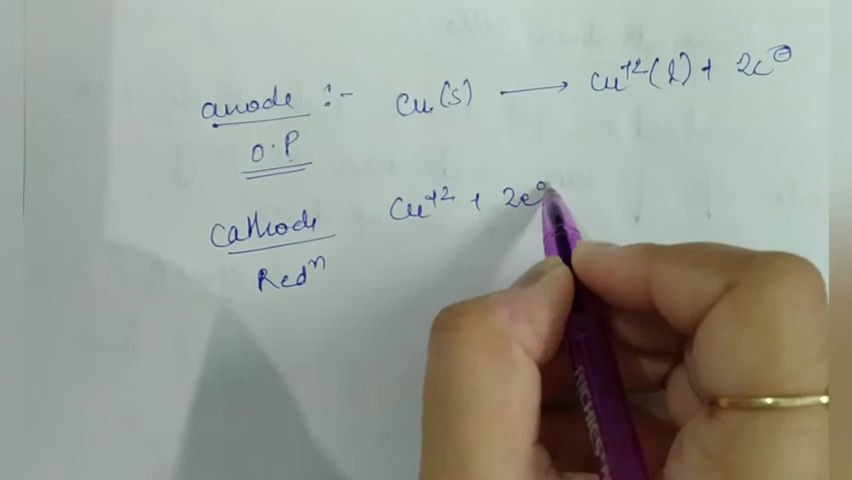 anode :- Cu(s) ⟶ Cu⁺²(l) + 2e⊖
O.P
Cathode Cu⁺² + 2e
Redⁿ